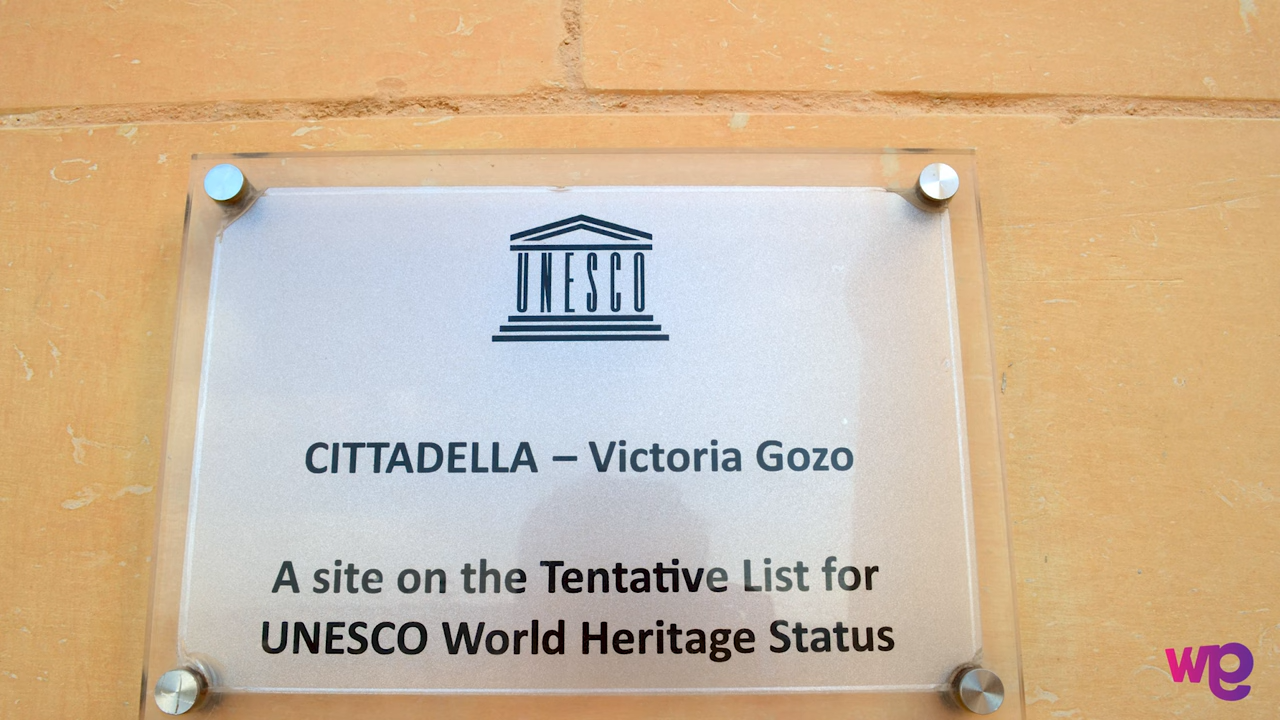 UNESCO
CITTADELLA – Victoria Gozo
A site on the Tentative List for
UNESCO World Heritage Status
we